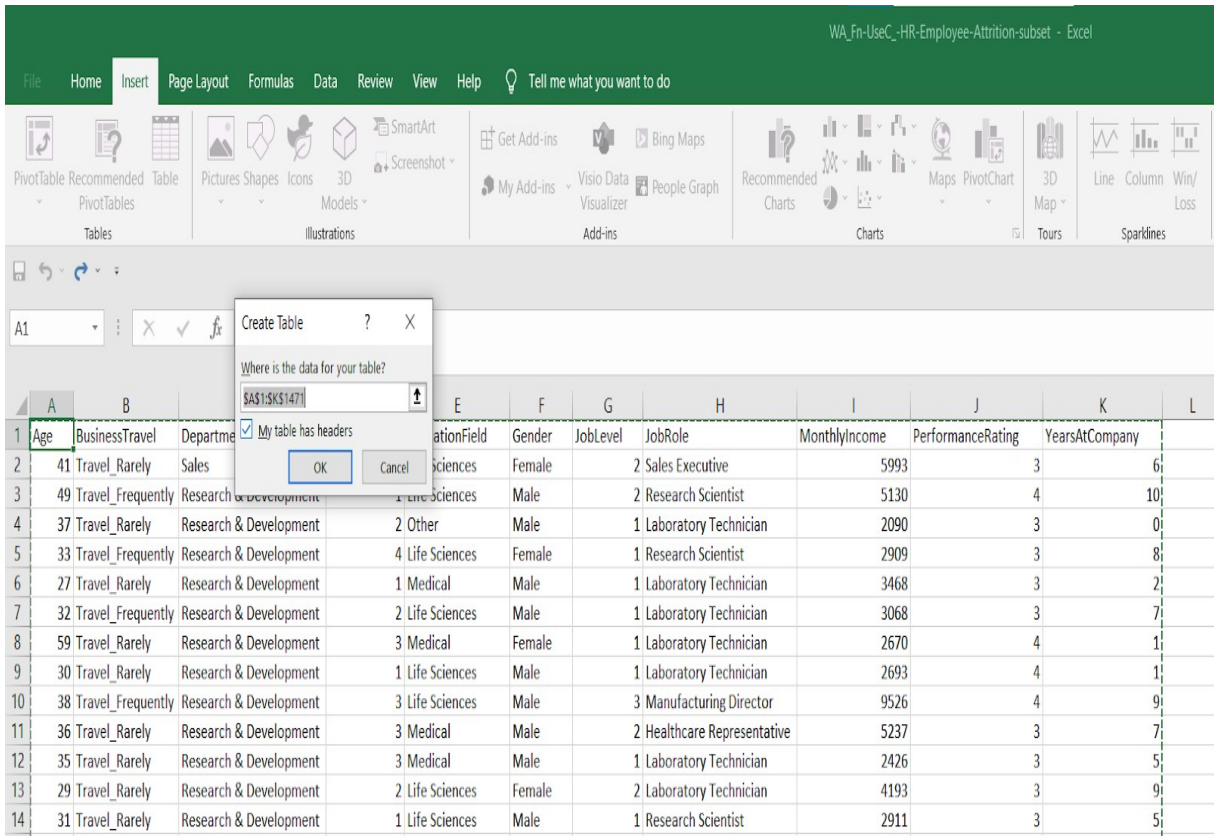 WA_Fn-UseC_-HR-Employee-Attrition-subset - Excel
File Home Insert Page Layout Formulas Data Review View Help Tell me what you want to do
SmartArt
Screenshot
Get Add-ins
My Add-ins
Bing Maps
People Graph
PivotTable Recommended Table Pictures Shapes Icons 3D Visio Data Recommended Maps PivotChart 3D Line Column Win/
PivotTables Models Visualizer Charts Map Loss
Tables Illustrations Add-ins Charts Tours Sparklines
A1 fx
Create Table ? X
Where is the data for your table?
$A$1:$K$1471
My table has headers
OK Cancel
A B E F G H I J K L
1 Age BusinessTravel Departme ationField Gender JobLevel JobRole MonthlyIncome PerformanceRating YearsAtCompany
2 41 Travel_Rarely Sales Sciences Female 2 Sales Executive 5993 3 6
3 49 Travel_Frequently Research & Development 1 Life Sciences Male 2 Research Scientist 5130 4 10
4 37 Travel_Rarely Research & Development 2 Other Male 1 Laboratory Technician 2090 3 0
5 33 Travel_Frequently Research & Development 4 Life Sciences Female 1 Research Scientist 2909 3 8
6 27 Travel_Rarely Research & Development 1 Medical Male 1 Laboratory Technician 3468 3 2
7 32 Travel_Frequently Research & Development 2 Life Sciences Male 1 Laboratory Technician 3068 3 7
8 59 Travel_Rarely Research & Development 3 Medical Female 1 Laboratory Technician 2670 4 1
9 30 Travel_Rarely Research & Development 1 Life Sciences Male 1 Laboratory Technician 2693 4 1
10 38 Travel_Frequently Research & Development 3 Life Sciences Male 3 Manufacturing Director 9526 4 9
11 36 Travel_Rarely Research & Development 3 Medical Male 2 Healthcare Representative 5237 3 7
12 35 Travel_Rarely Research & Development 3 Medical Male 1 Laboratory Technician 2426 3 5
13 29 Travel_Rarely Research & Development 2 Life Sciences Female 2 Laboratory Technician 4193 3 9
14 31 Travel_Rarely Research & Development 1 Life Sciences Male 1 Research Scientist 2911 3 5